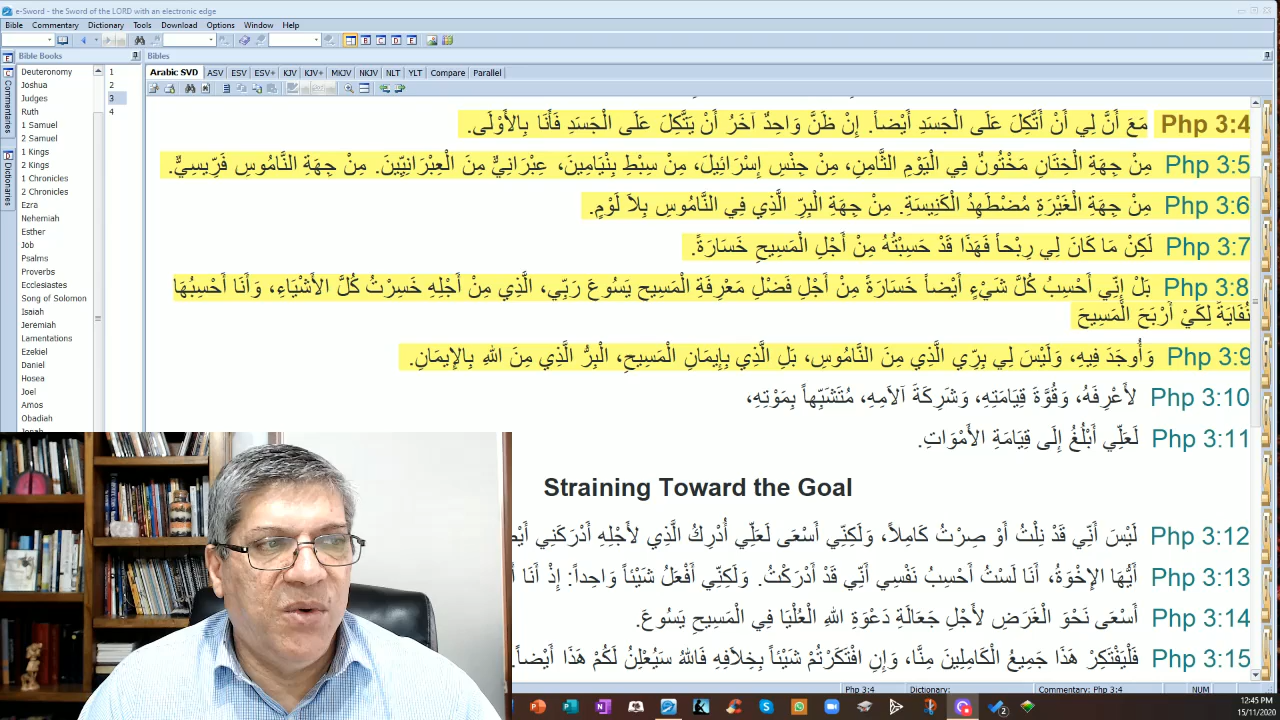 e-Sword - the Sword of the LORD with an electronic edge
Bible Commentary Dictionary Tools Download Options Window Help
Bible Books
Bibles
Arabic SVD ASV ESV ESV+ KJV KJV+ MKJV NKJV NLT YLT Compare Parallel
Commentaries
Dictionaries
Deuteronomy
Joshua
Judges
Ruth
1 Samuel
2 Samuel
1 Kings
2 Kings
1 Chronicles
2 Chronicles
Ezra
Nehemiah
Esther
Job
Psalms
Proverbs
Ecclesiastes
Song of Solomon
Isaiah
Jeremiah
Lamentations
Ezekiel
Daniel
Hosea
Joel
Amos
Obadiah
1
2
3
4
Php 3:4 مَعَ أَنَّ لِي أَنْ أَتَّكِلَ عَلَى الْجَسَدِ أَيْضاً. إِنْ ظَنَّ وَاحِدٌ آخَرُ أَنْ يَتَّكِلَ عَلَى الْجَسَدِ فَأَنَا بِالأَوْلَى.
Php 3:5 مِنْ جِهَةِ الْخِتَانِ مَخْتُونٌ فِي الْيَوْمِ الثَّامِنِ، مِنْ جِنْسِ إِسْرَائِيلَ، مِنْ سِبْطِ بِنْيَامِينَ، عِبْرَانِيٌّ مِنَ الْعِبْرَانِيِّينَ. مِنْ جِهَةِ النَّامُوسِ فَرِّيسِيٌّ.
Php 3:6 مِنْ جِهَةِ الْغَيْرَةِ مُضْطَهِدُ الْكَنِيسَةِ. مِنْ جِهَةِ الْبِرِّ الَّذِي فِي النَّامُوسِ بِلاَ لَوْمٍ.
Php 3:7 لَكِنْ مَا كَانَ لِي رِبْحاً فَهَذَا قَدْ حَسِبْتُهُ مِنْ أَجْلِ الْمَسِيحِ خَسَارَةً.
Php 3:8 بَلْ إِنِّي أَحْسِبُ كُلَّ شَيْءٍ أَيْضاً خَسَارَةً مِنْ أَجْلِ فَضْلِ مَعْرِفَةِ الْمَسِيحِ يَسُوعَ رَبِّي، الَّذِي مِنْ أَجْلِهِ خَسِرْتُ كُلَّ الأَشْيَاءِ، وَأَنَا أَحْسِبُهَا
نُفَايَةً لِكَيْ أَرْبَحَ الْمَسِيحَ
Php 3:9 وَأُوجَدَ فِيهِ، وَلَيْسَ لِي بِرِّي الَّذِي مِنَ النَّامُوسِ، بَلِ الَّذِي بِإِيمَانِ الْمَسِيحِ، الْبِرُّ الَّذِي مِنَ اللهِ بِالإِيمَانِ.
Php 3:10 لأَعْرِفَهُ، وَقُوَّةَ قِيَامَتِهِ، وَشَرِكَةَ آلاَمِهِ، مُتَشَبِّهاً بِمَوْتِهِ،
Php 3:11 لَعَلِّي أَبْلُغُ إِلَى قِيَامَةِ الأَمْوَاتِ.
Straining Toward the Goal
Php 3:12 لَيْسَ أَنِّي قَدْ نِلْتُ أَوْ صِرْتُ كَامِلاً، وَلَكِنِّي أَسْعَى لَعَلِّي أُدْرِكُ الَّذِي لأَجْلِهِ أَدْرَكَنِي
Php 3:13 أَيُّهَا الإِخْوَةُ، أَنَا لَسْتُ أَحْسِبُ نَفْسِي أَنِّي قَدْ أَدْرَكْتُ. وَلَكِنِّي أَفْعَلُ شَيْئاً وَاحِداً: إِذْ أَنَا
Php 3:14 أَسْعَى نَحْوَ الْغَرَضِ لأَجْلِ جَعَالَةِ دَعْوَةِ اللهِ الْعُلْيَا فِي الْمَسِيحِ يَسُوعَ.
Php 3:15 فَلْيَفْتَكِرْ هَذَا جَمِيعُ الْكَامِلِينَ مِنَّا، وَإِنِ افْتَكَرْتُمْ شَيْئاً بِخِلاَفِهِ فَاللهُ سَيُعْلِنُ لَكُمْ هَذَا أَيْضاً.
Php 3:4 Dictionary: Commentary: Php 3:4 NUM
12:45 PM
15/11/2020